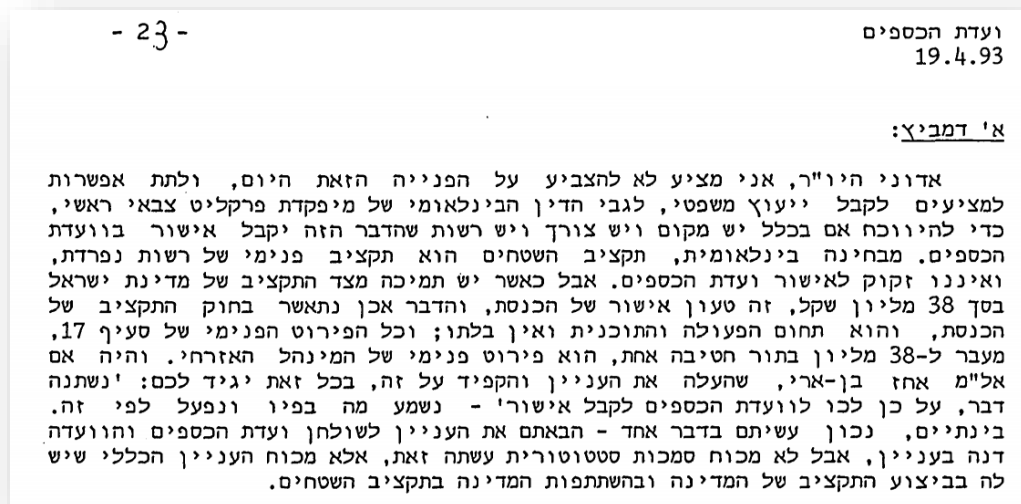 - 23 -
ועדת הכספים
19.4.93
א' דמביץ:
אדוני היו"ר, אני מציע לא להצביע על הפנייה הזאת היום, ולתת אפשרות
למציעים לקבל ייעוץ משפטי, לגבי הדין הבינלאומי של מיפקדת פרקליט צבאי ראשי,
כדי להיווכח אם בכלל יש מקום ויש צורך ויש רשות שהדבר הזה יקבל אישור בוועדת
הכספים. מבחינה בינלאומית, תקציב השטחים הוא תקציב פנימי של רשות נפרדת,
ואיננו זקוק לאישור ועדת הכספים. אבל כאשר יש תמיכה מצד התקציב של מדינת ישראל
בסך 38 מליון שקל, זה טעון אישור של הכנסת, והדבר אכן נתאשר בחוק התקציב של
הכנסת, והוא תחום הפעולה והתוכנית ואין בלתו; וכל הפירוט הפנימי של סעיף 17,
מעבר ל-38 מליון בתור חטיבה אחת, הוא פירוט פנימי של המינהל האזרחי. והיה אם
אל"מ אחז בן-ארי, שהעלה את העניין והקפיד על זה, בכל זאת יגיד לכם: 'נשתנה
דבר, על כן לכו לוועדת הכספים לקבל אישור' - נשמע מה בפיו ונפעל לפי זה.
בינתיים, נכון עשיתם בדבר אחד - הבאתם את העניין לשולחן ועדת הכספים והוועדה
דנה בעניין, אבל לא מכוח סמכות סטטוטורית עשתה זאת, אלא מכוח העניין הכללי שיש
לה בביצוע התקציב של המדינה ובהשתתפות המדינה בתקציב השטחים.